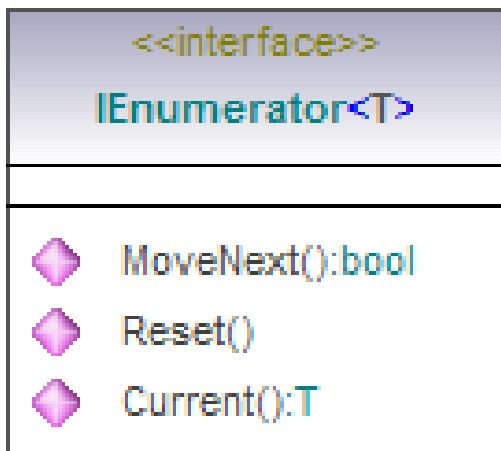 <<interface>>
IEnumerator<T>
MoveNext():bool
Reset()
Current():T